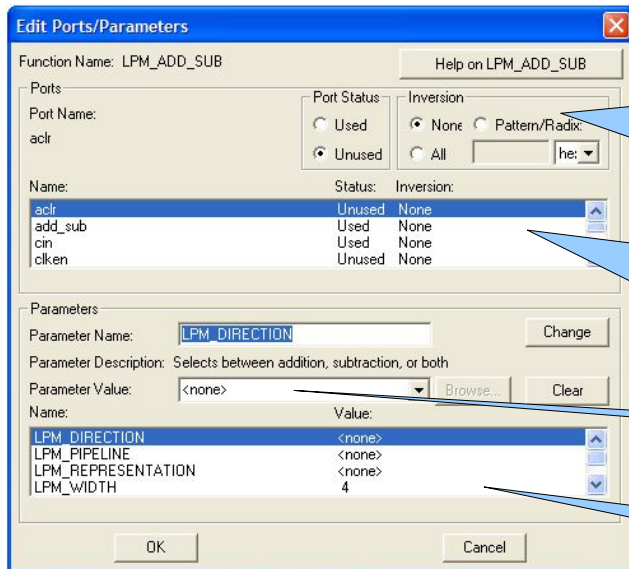 Edit Ports/Parameters
Function Name: LPM_ADD_SUB
Help on LPM_ADD_SUB
Ports
Port Name:
aclr
Port Status
Used
Unused
Inversion
None
Pattern/Radix:
All
he:
Name: Status: Inversion:
aclr Unused None
add_sub Used None
cin Used None
clken Unused None
Parameters
Parameter Name: LPM_DIRECTION
Change
Parameter Description: Selects between addition, subtraction, or both
Parameter Value: <none>
Browse...
Clear
Name: Value:
LPM_DIRECTION <none>
LPM_PIPELINE <none>
LPM_REPRESENTATION <none>
LPM_WIDTH 4
OK
Cancel